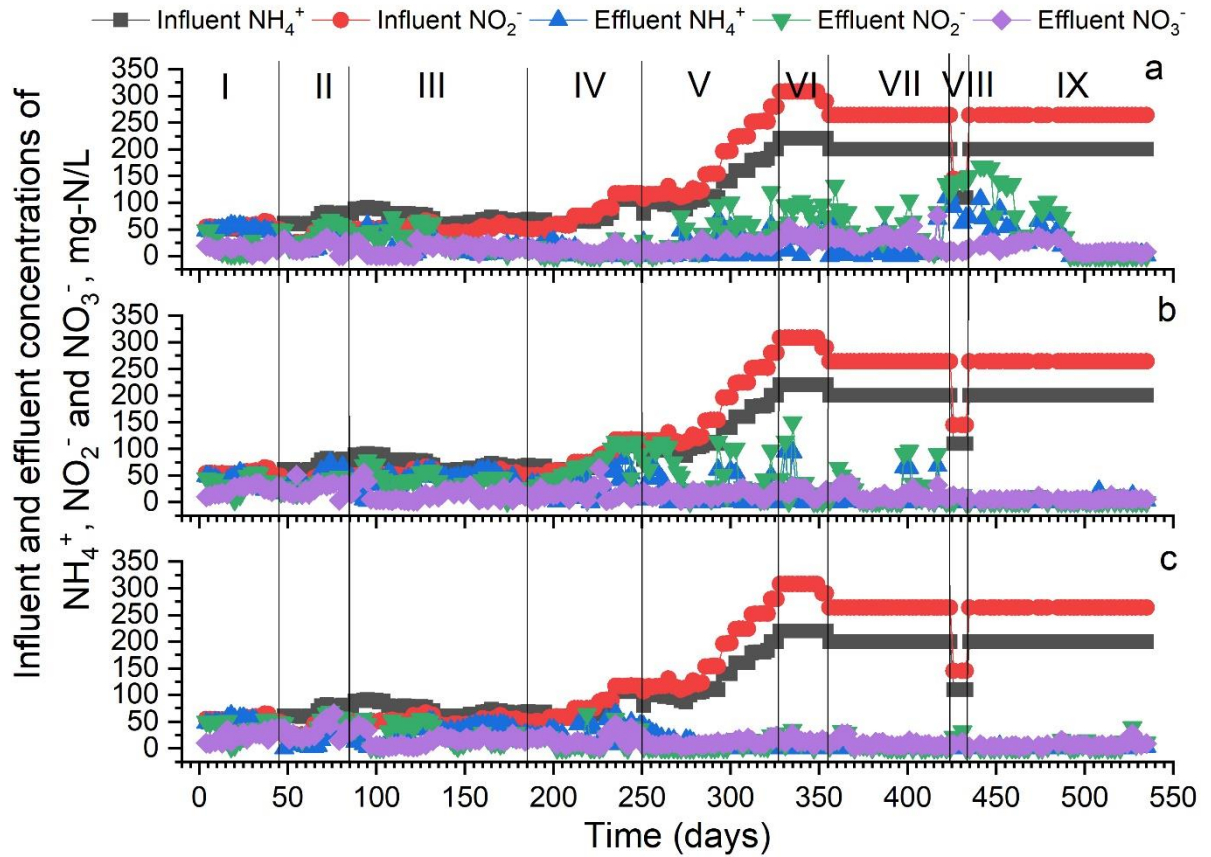 Influent NH₄⁺ Influent NO₂⁻ Effluent NH₄⁺ Effluent NO₂⁻ Effluent NO₃⁻
Influent and effluent concentrations of
NH₄⁺, NO₂⁻ and NO₃⁻, mg-N/L
I II III IV V VI VII VIII IX
a
350
300
250
200
150
100
50
0
b
350
300
250
200
150
100
50
0
c
350
300
250
200
150
100
50
0
0 50 100 150 200 250 300 350 400 450 500 550
Time (days)